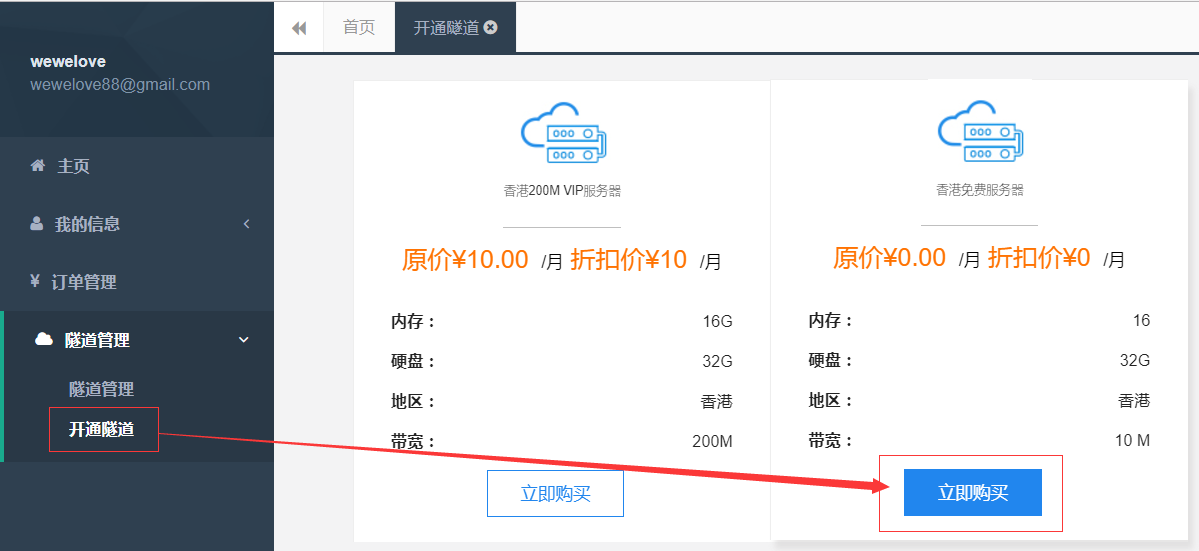 wewelove
wewelove88@gmail.com
主页
我的信息
¥ 订单管理
隧道管理
隧道管理
开通隧道
首页
开通隧道
香港200M VIP服务器
原价¥10.00 /月 折扣价¥10 /月
内存： 16G
硬盘： 32G
地区： 香港
带宽： 200M
立即购买
香港免费服务器
原价¥0.00 /月 折扣价¥0 /月
内存： 16
硬盘： 32G
地区： 香港
带宽： 10 M
立即购买